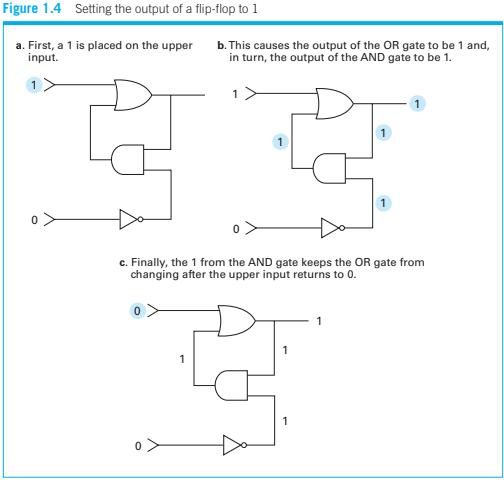 Figure 1.4 Setting the output of a flip-flop to 1
a. First, a 1 is placed on the upper
input.
b. This causes the output of the OR gate to be 1 and,
in turn, the output of the AND gate to be 1.
1
0
1
1
1
1
1
0
c. Finally, the 1 from the AND gate keeps the OR gate from
changing after the upper input returns to 0.
0
1
1
1
1
0